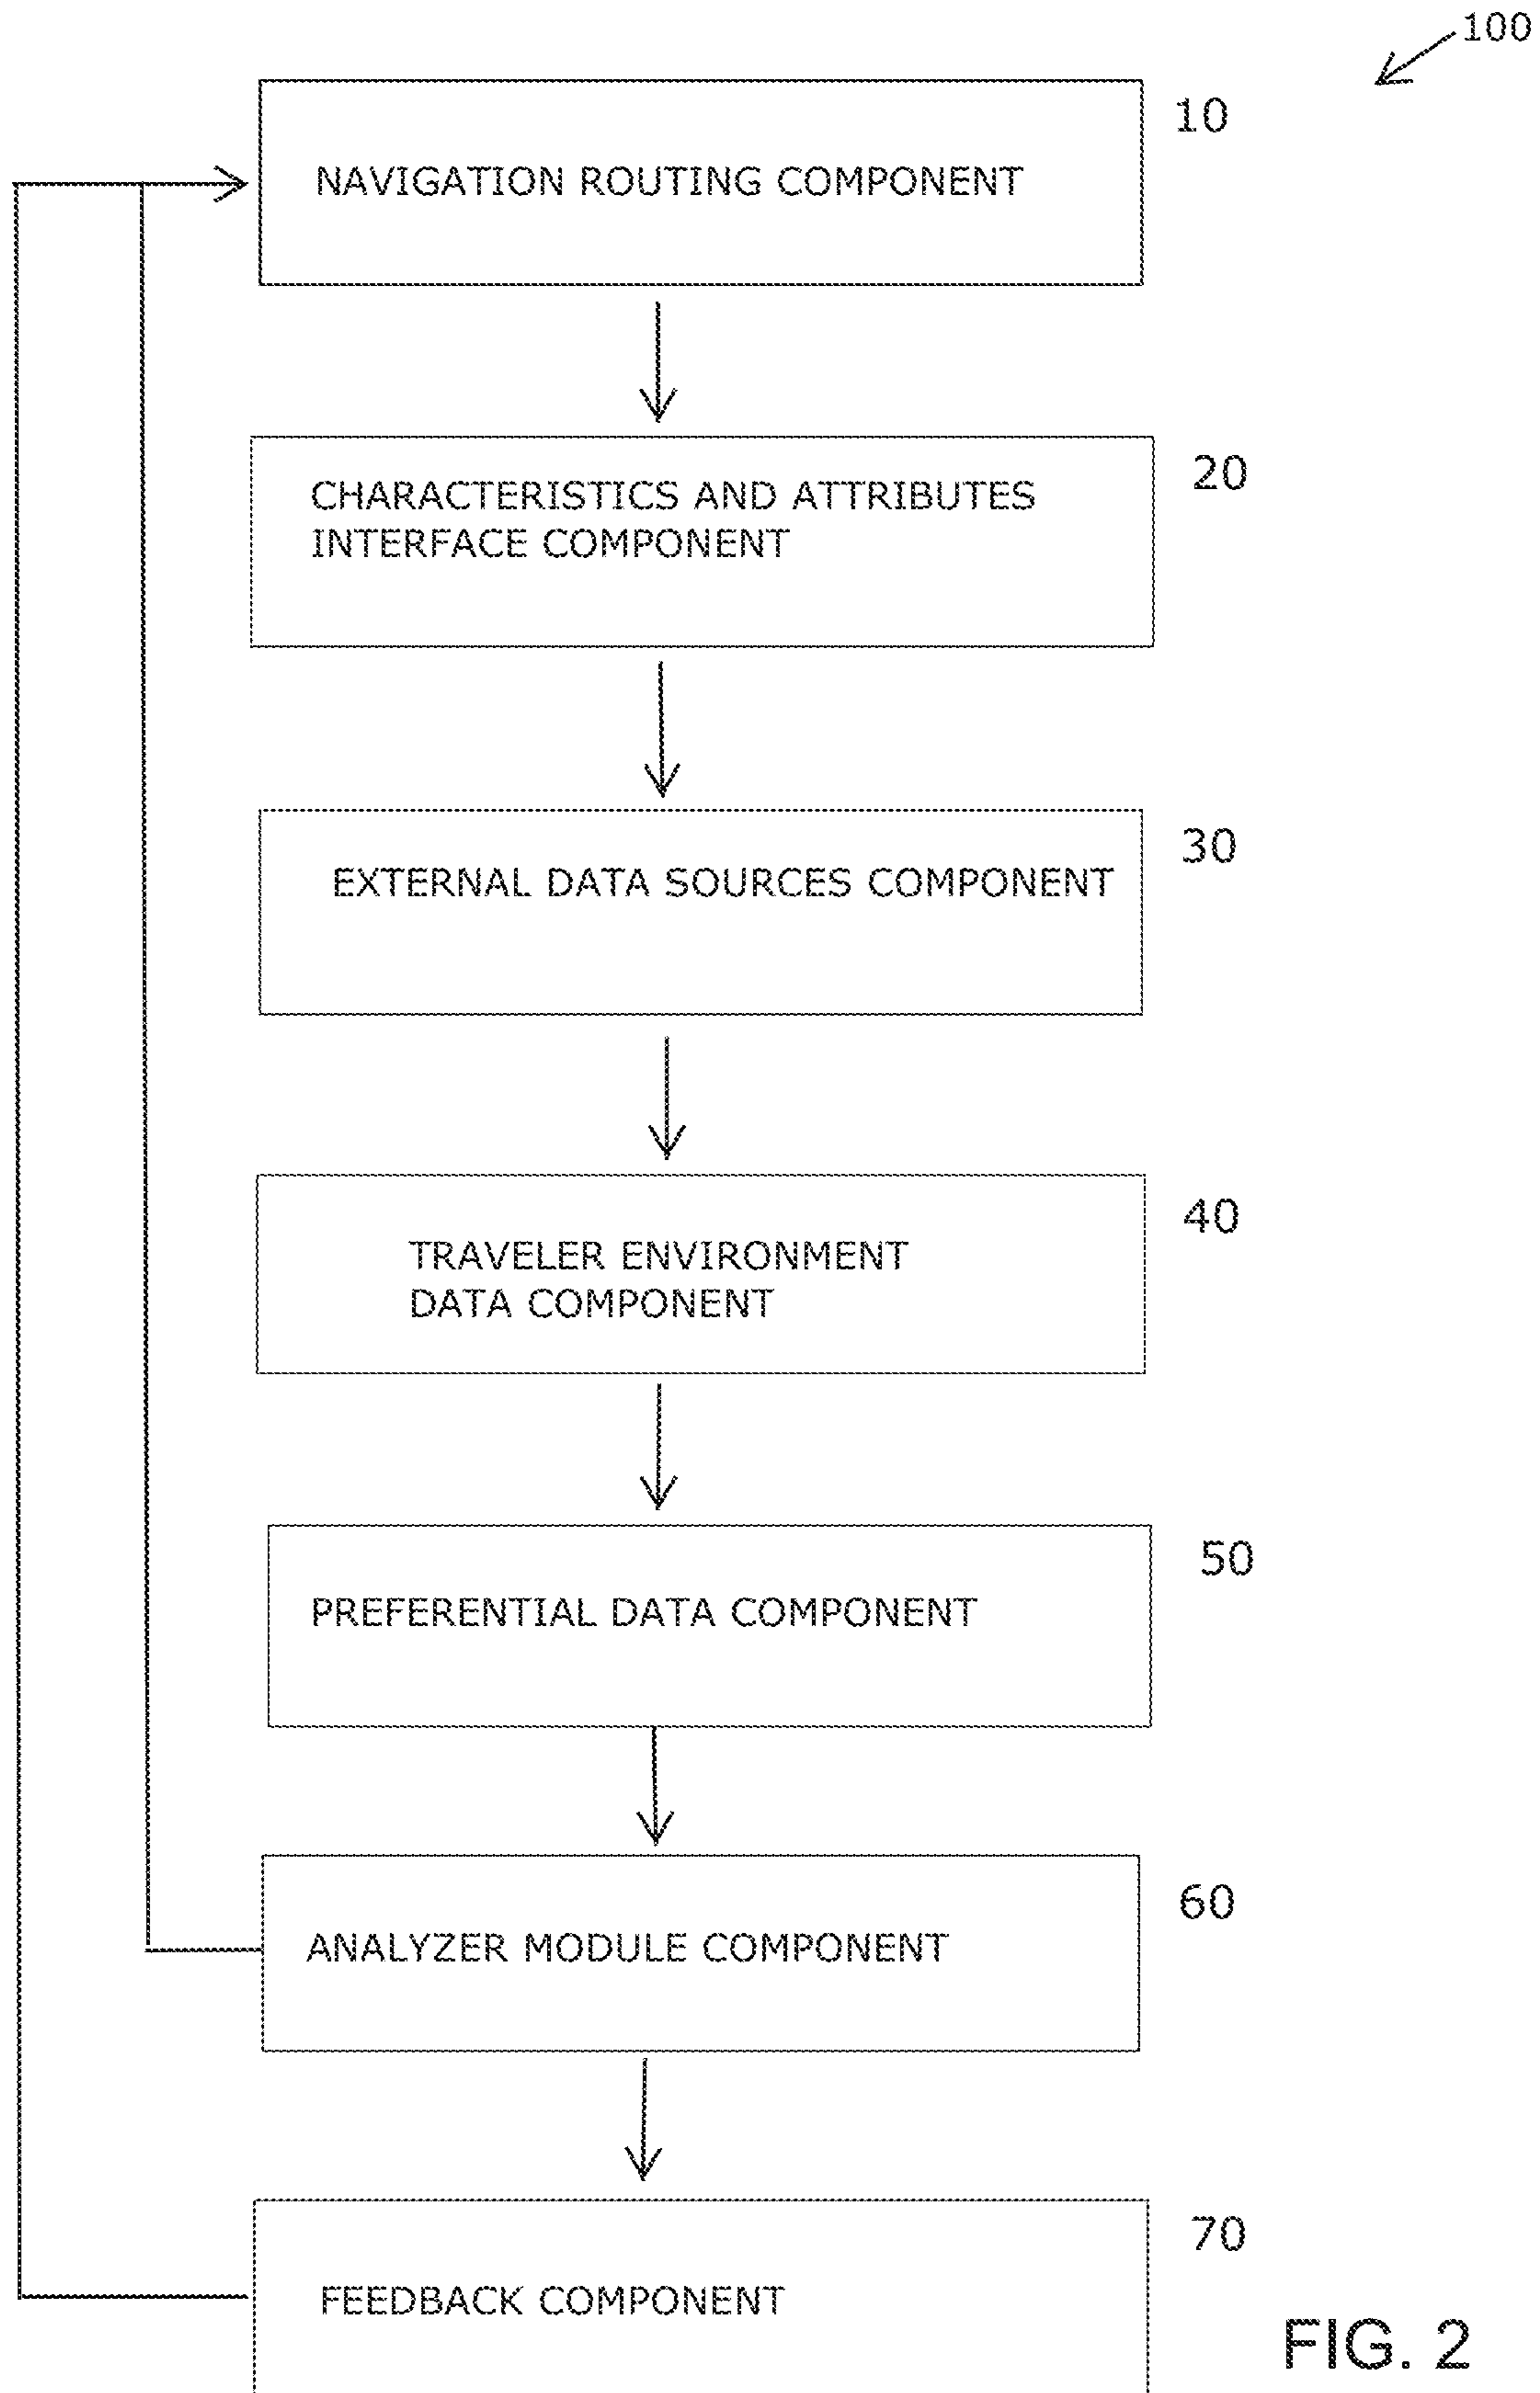 100
10
NAVIGATION ROUTING COMPONENT
20
CHARACTERISTICS AND ATTRIBUTES
INTERFACE COMPONENT
30
EXTERNAL DATA SOURCES COMPONENT
40
TRAVELER ENVIRONMENT
DATA COMPONENT
50
PREFERENTIAL DATA COMPONENT
60
ANALYZER MODULE COMPONENT
70
FEEDBACK COMPONENT
FIG. 2